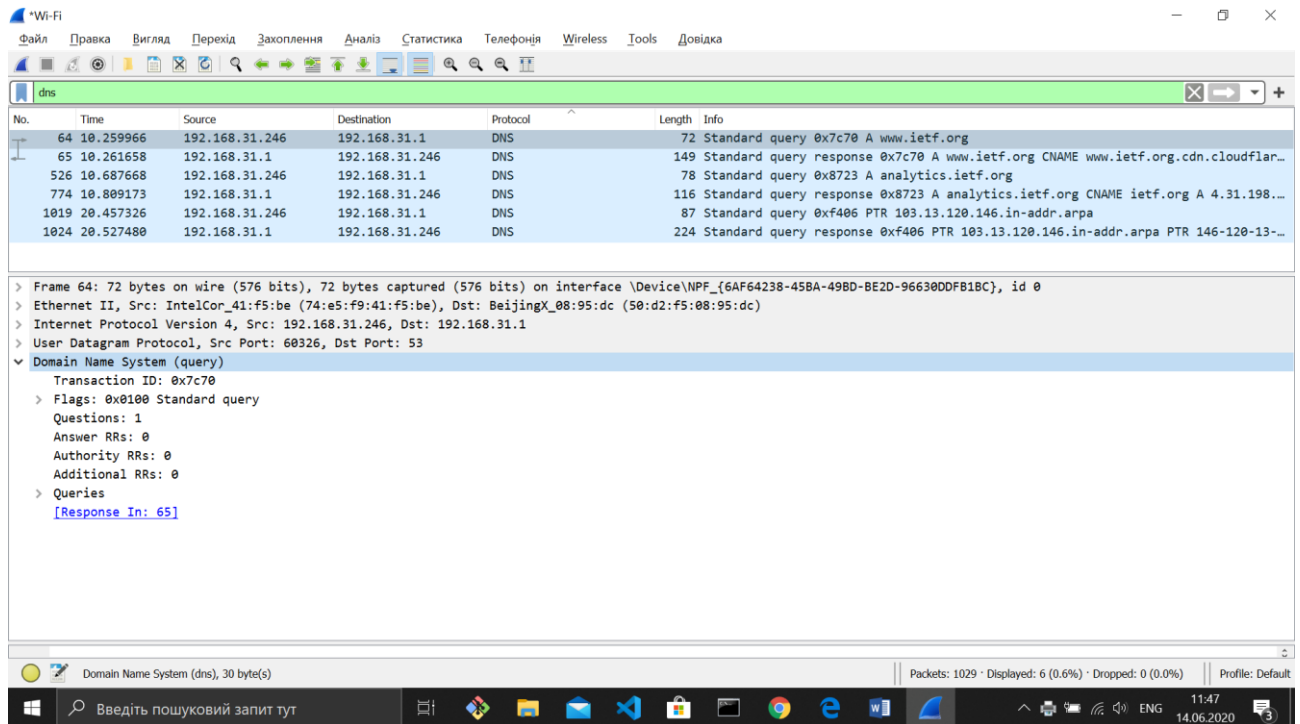 *Wi-Fi
Файл Правка Вигляд Перехід Захоплення Аналіз Статистика Телефонія Wireless Tools Довідка
dns
No. Time Source Destination Protocol Length Info
64 10.259966 192.168.31.246 192.168.31.1 DNS 72 Standard query 0x7c70 A www.ietf.org
65 10.261658 192.168.31.1 192.168.31.246 DNS 149 Standard query response 0x7c70 A www.ietf.org CNAME www.ietf.org.cdn.cloudflar…
526 10.687668 192.168.31.246 192.168.31.1 DNS 78 Standard query 0x8723 A analytics.ietf.org
774 10.809173 192.168.31.1 192.168.31.246 DNS 116 Standard query response 0x8723 A analytics.ietf.org CNAME ietf.org A 4.31.198.…
1019 20.457326 192.168.31.246 192.168.31.1 DNS 87 Standard query 0xf406 PTR 103.13.120.146.in-addr.arpa
1024 20.527480 192.168.31.1 192.168.31.246 DNS 224 Standard query response 0xf406 PTR 103.13.120.146.in-addr.arpa PTR 146-120-13-…
Frame 64: 72 bytes on wire (576 bits), 72 bytes captured (576 bits) on interface \Device\NPF_{6AF64238-45BA-49BD-BE2D-96630DDFB1BC}, id 0
Ethernet II, Src: IntelCor_41:f5:be (74:e5:f9:41:f5:be), Dst: BeijingX_08:95:dc (50:d2:f5:08:95:dc)
Internet Protocol Version 4, Src: 192.168.31.246, Dst: 192.168.31.1
User Datagram Protocol, Src Port: 60326, Dst Port: 53
Domain Name System (query)
Transaction ID: 0x7c70
Flags: 0x0100 Standard query
Questions: 1
Answer RRs: 0
Authority RRs: 0
Additional RRs: 0
Queries
[Response In: 65]
Domain Name System (dns), 30 byte(s) Packets: 1029 · Displayed: 6 (0.6%) · Dropped: 0 (0.0%) Profile: Default
Введіть пошуковий запит тут ENG 11:47
14.06.2020 3